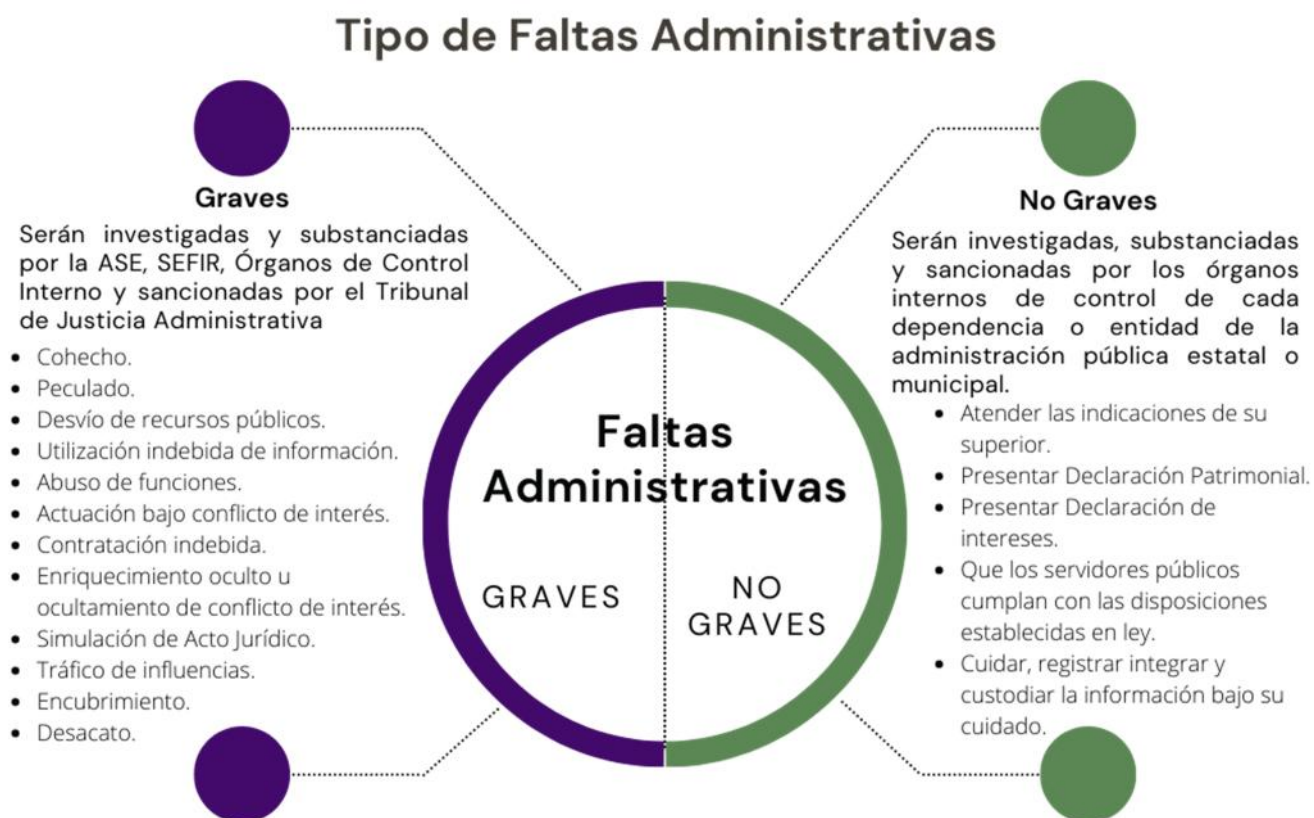 Tipo de Faltas Administrativas
Graves
Serán investigadas y substanciadas
por la ASE, SEFIR, Órganos de Control
Interno y sancionadas por el Tribunal
de Justicia Administrativa
• Cohecho.
• Peculado.
• Desvío de recursos públicos.
• Utilización indebida de información.
• Abuso de funciones.
• Actuación bajo conflicto de interés.
• Contratación indebida.
• Enriquecimiento oculto u
ocultamiento de conflicto de interés.
• Simulación de Acto Jurídico.
• Tráfico de influencias.
• Encubrimiento.
• Desacato.
Faltas
Administrativas
GRAVES
NO
GRAVES
No Graves
Serán investigadas, substanciadas
y sancionadas por los órganos
internos de control de cada
dependencia o entidad de la
administración pública estatal o
municipal.
• Atender las indicaciones de su
superior.
• Presentar Declaración Patrimonial.
• Presentar Declaración de
intereses.
• Que los servidores públicos
cumplan con las disposiciones
establecidas en ley.
• Cuidar, registrar integrar y
custodiar la información bajo su
cuidado.